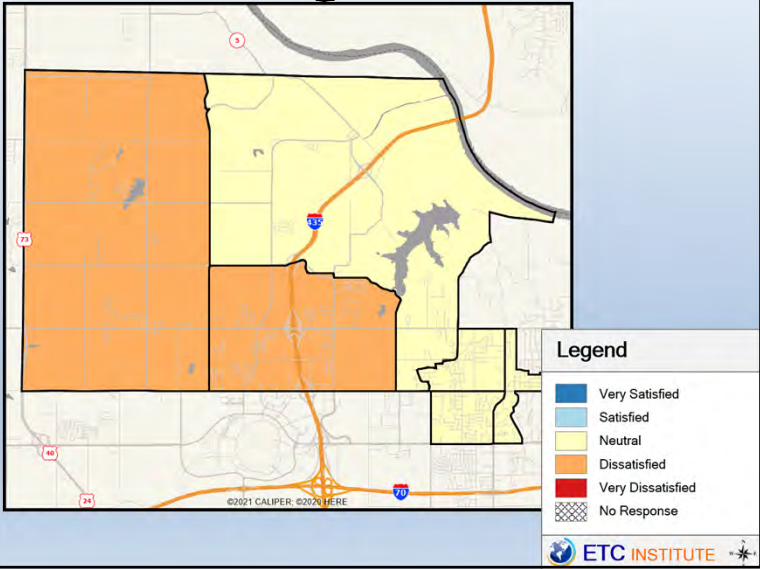 5
435
73
Legend
Very Satisfied
Satisfied
Neutral
Dissatisfied
Very Dissatisfied
No Response
40
24
70
©2021 CALIPER; ©2020 HERE
ETC INSTITUTE